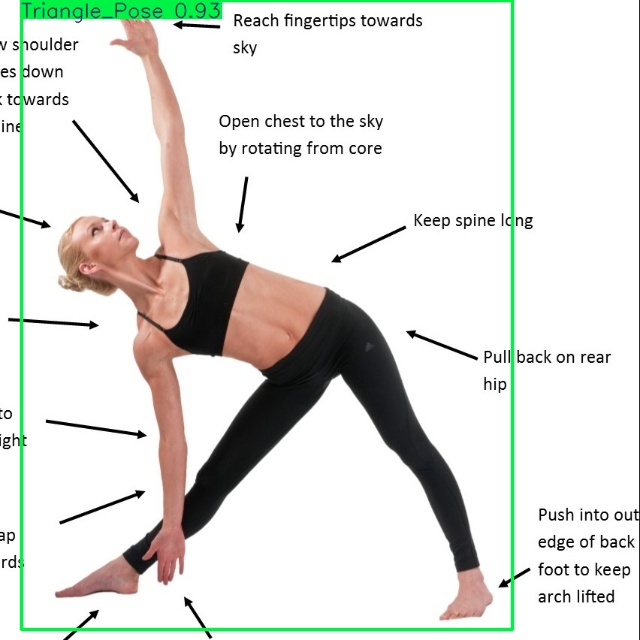 Triangle_Pose 0.93
Reach fingertips towards
sky
w shoulder
es down
k towards
ine
Open chest to the sky
by rotating from core
Keep spine long
Pull back on rear
hip
to
ight
ap
rds
Push into out
edge of back
foot to keep
arch lifted